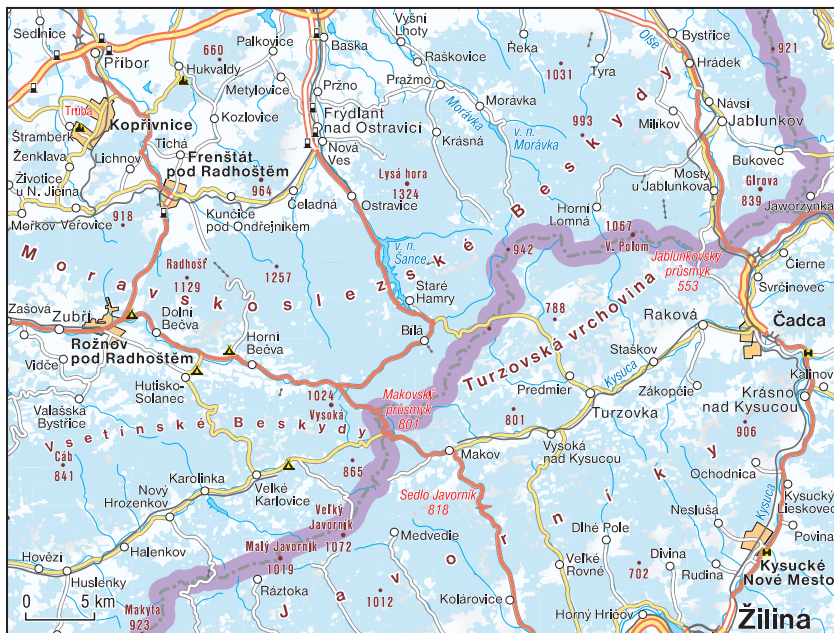 Sedlnice
Příbor
660
Palkovice
Baška
Vyšní
Lhoty
Řeka
Olše
Bystřice
921
Hukvaldy
Metylovice
Pržno
Raškovice
1031
Tyra
Hrádek
Pražmo
Morávka
Morávka
Trúba
Kopřivnice
Kozlovice
Frýdlant
nad Ostravicí
Návsí
Jablunkov
Štramberk
Tichá
Krásná
v. n.
Morávka
993
Milíkov
Ženklava
Lichnov
Frenštát
pod Radhoštěm
Nová
Ves
Bukovec
Životice
u N. Jičína
964
Lysá hora
1324
Mosty
u Jablunkova
Girova
839
Čeladná
Ostravice
Horní
Lomná
Jaworzynka
Mořkov
Veřovice
918
Kunčice
pod Ondřejníkem
1067
V. Polom
Moravskoslezské Beskydy
v. n.
Šance
942
Jablunkovský
průsmyk
553
Čierne
Radhošť
1129
1257
Svrčinovec
Staré
Hamry
788
Turzovská vrchovina
Zašová
Zubří
Dolní
Bečva
Bílá
Raková
Čadca
Rožnov
pod Radhoštěm
Horní
Bečva
Staškov
Vidče
Hutisko-
Solanec
Predmier
Kysuca
Zákopčie
Kalinov
1024
Vysoká
Makovský
průsmyk
801
Turzovka
Krásno
nad Kysucou
Valašská
Bystřice
801
906
Vsetínské Beskydy
Vysoká
nad Kysucou
Cáb
841
865
Makov
Ochodnica
Karolinka
Velké
Karlovice
Sedlo Javorník
818
Kysucký
Lieskovec
Nový
Hrozenkov
Veľký
Javorník
1072
Nesluša
Kysuca
Javorníky
Dlhé Pole
Povina
Halenkov
Malý Javorník
1019
Medvedie
Divina
Hovězí
Veľké
Rovné
702
Rudina
Kysucké
Nové Mesto
Huslenky
Ráztoka
1012
Kolárovice
0 5 km
Makyta
923
Horný Hričov
Žilina